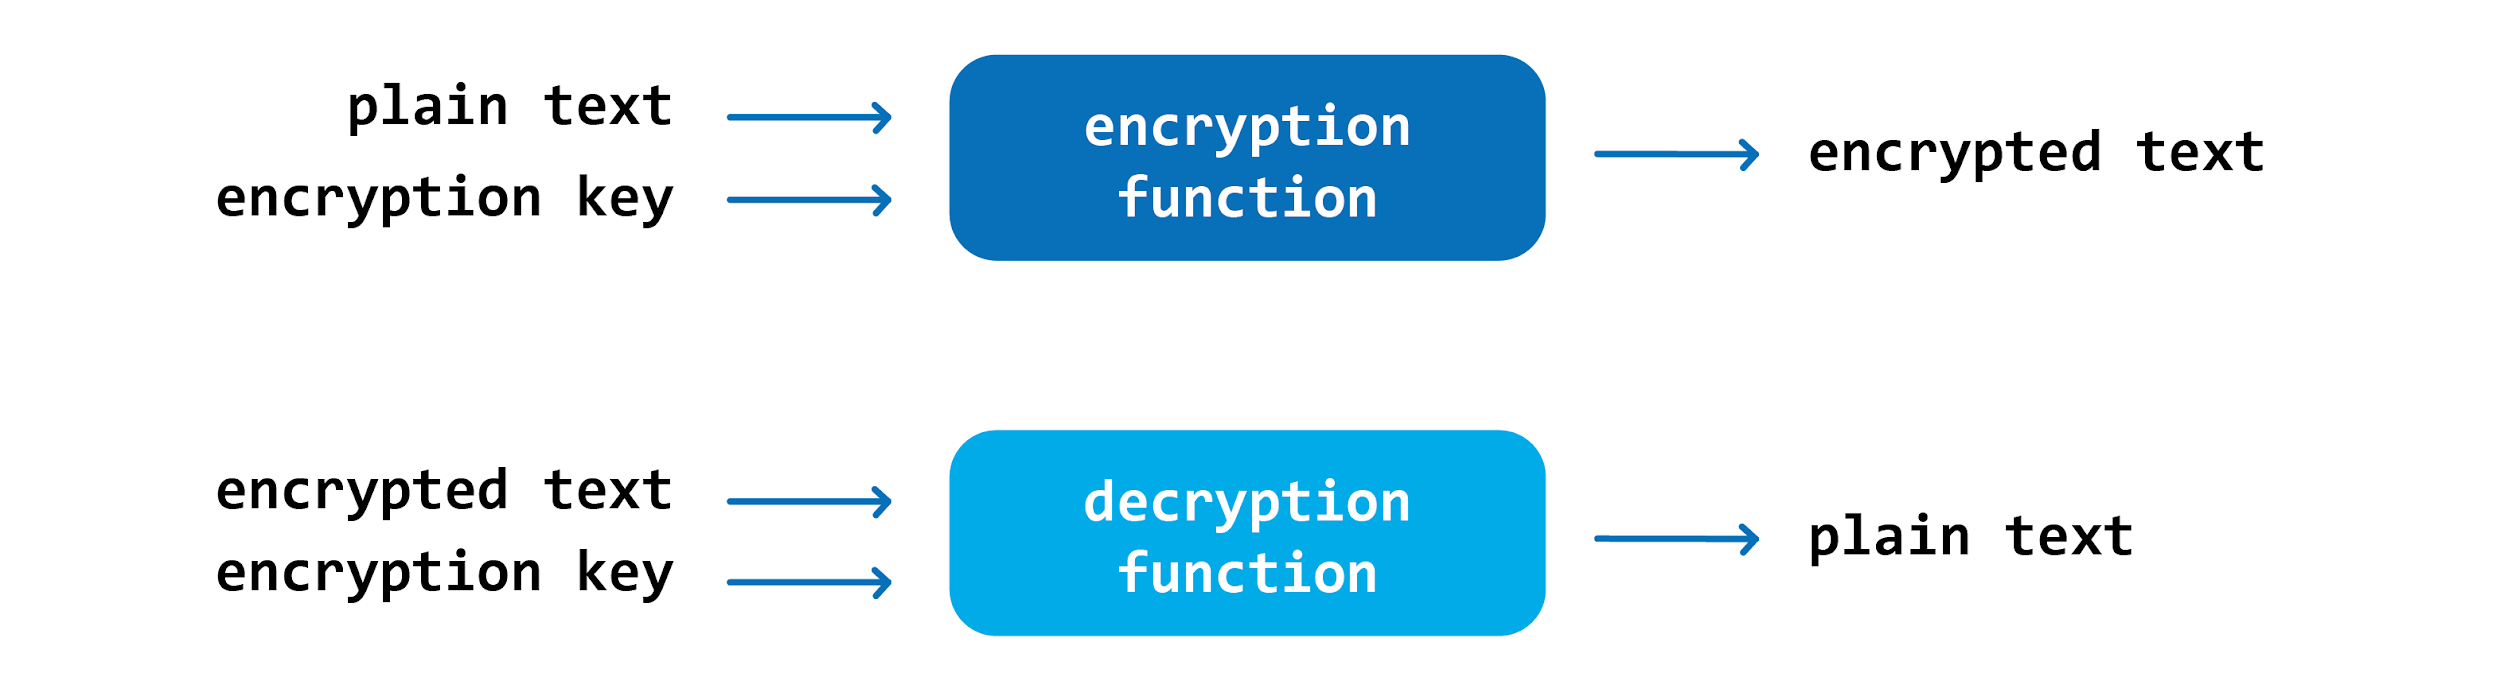 plain text
encryption key
encryption
function
encrypted text
encrypted text
encryption key
decryption
function
plain text